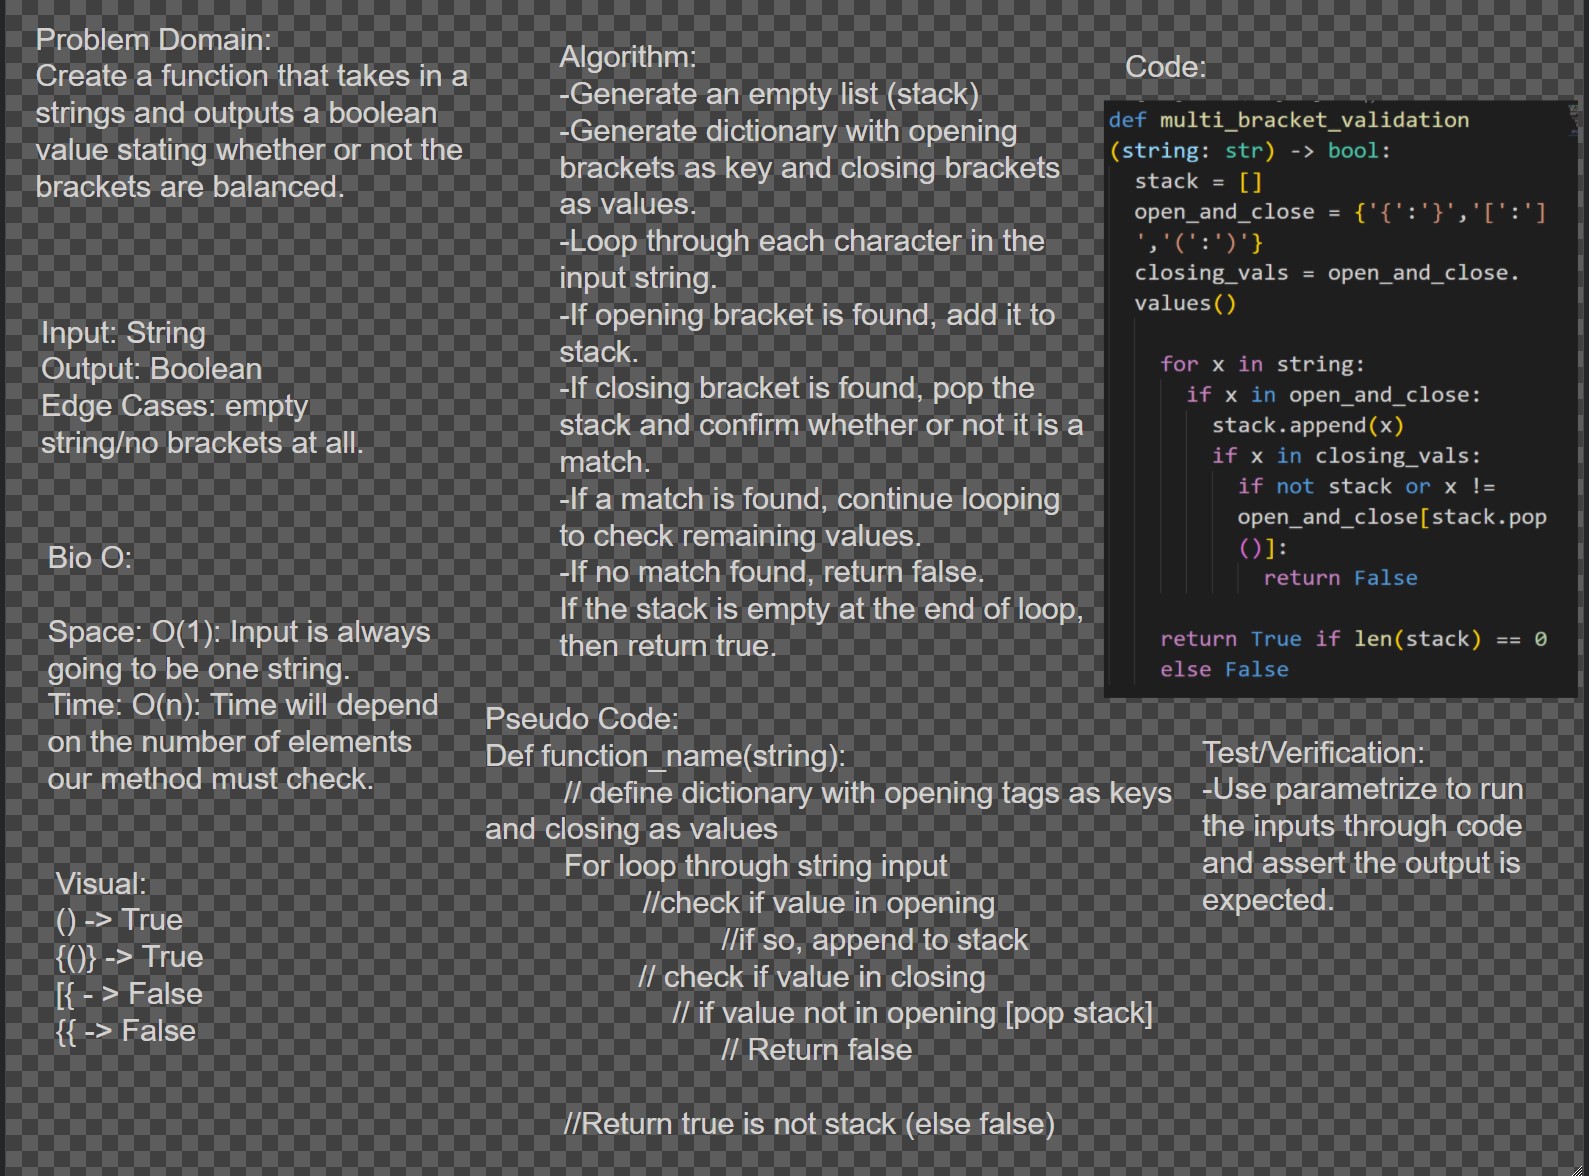 Problem Domain:
Create a function that takes in a
strings and outputs a boolean
value stating whether or not the
brackets are balanced.
Input: String
Output: Boolean
Edge Cases: empty
string/no brackets at all.
Bio O:
Space: O(1): Input is always
going to be one string.
Time: O(n): Time will depend
on the number of elements
our method must check.
Visual:
() -> True
{()} -> True
[{ - > False
{{ -> False
Algorithm:
-Generate an empty list (stack)
-Generate dictionary with opening
brackets as key and closing brackets
as values.
-Loop through each character in the
input string.
-If opening bracket is found, add it to
stack.
-If closing bracket is found, pop the
stack and confirm whether or not it is a
match.
-If a match is found, continue looping
to check remaining values.
-If no match found, return false.
If the stack is empty at the end of loop,
then return true.
Pseudo Code:
Def function_name(string):
// define dictionary with opening tags as keys
and closing as values
For loop through string input
//check if value in opening
//if so, append to stack
// check if value in closing
// if value not in opening [pop stack]
// Return false
//Return true is not stack (else false)
Code:
def multi_bracket_validation
(string: str) -> bool:
stack = []
open_and_close = {'{':'}','[':']
','(':')'}
closing_vals = open_and_close.
values()
for x in string:
if x in open_and_close:
stack.append(x)
if x in closing_vals:
if not stack or x !=
open_and_close[stack.pop
()]:
return False
return True if len(stack) == 0
else False
Test/Verification:
-Use parametrize to run
the inputs through code
and assert the output is
expected.